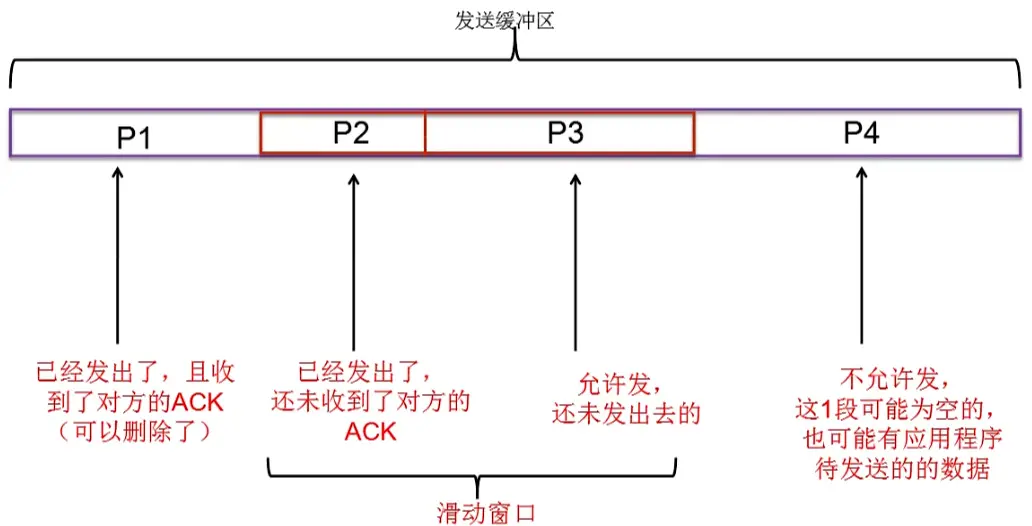 发送缓冲区
P1
P2
P3
P4
已经发出了，且收
到了对方的ACK
（可以删除了）
已经发出了，
还未收到了对方的
ACK
允许发，
还未发出去的
不允许发，
这1段可能为空的，
也可能有应用程序
待发送的的数据
滑动窗口